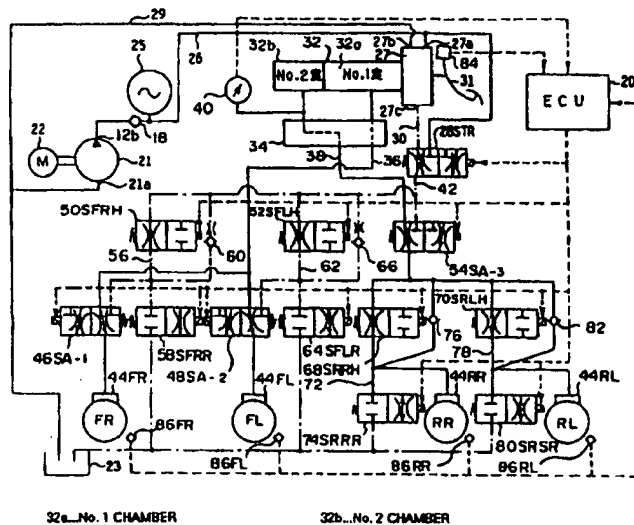 29
32b
32
32a
27b
27a
27
26
25
No.2室
No.1室
84
20
40
31
ECU
22
12b
18
34
27c
30
28STR
M
21
38
36
21a
42
50SFRH
52SFLH
56
60
62
66
54SA-3
70SRLH
46SA-1
58SFRR
48SA-2
64SFLR
68SRRH
76
78
82
72
44FR
44FL
44RR
44RL
FR
FL
RR
RL
86FR
74SRRR
80SRSR
23
86FL
86RR
86RL
32a...No. 1 CHAMBER
32b...No. 2 CHAMBER